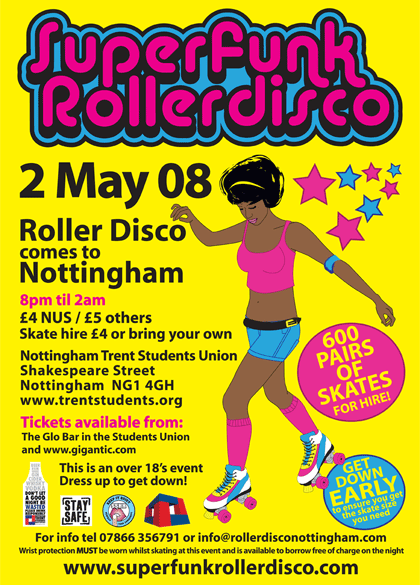 SuperFunk
Rollerdisco
2 May 08
Roller Disco
comes to
Nottingham
8pm til 2am
£4 NUS / £5 others
Skate hire £4 or bring your own
Nottingham Trent Students Union
Shakespeare Street
Nottingham NG1 4GH
www.trentstudents.org
Tickets available from:
The Glo Bar in the Students Union
and www.gigantic.com
600
PAIRS
OF
SKATES
FOR HIRE!
This is an over 18's event
Dress up to get down!
GET
DOWN
EARLY
to ensure you get
the skate size
you need
DON'T LET
A GOOD
NIGHT BE
WASTED
STAY
SAFE
For info tel 07866 356791 or info@rollerdisconottingham.com
Wrist protection MUST be worn whilst skating at this event and is available to borrow free of charge on the night
www.superfunkrollerdisco.com